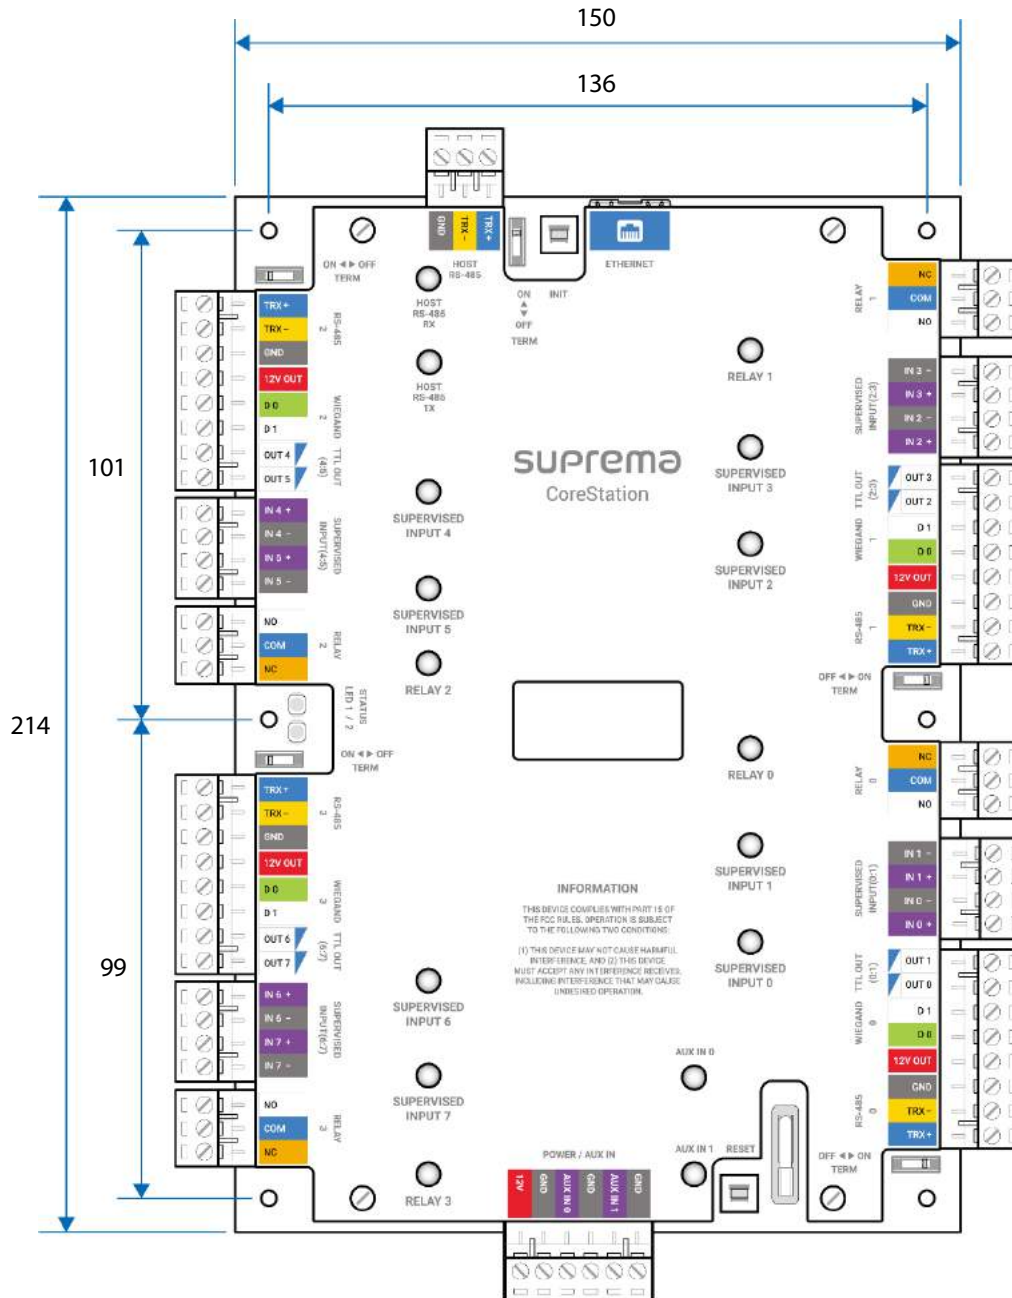 150
136
GND
TRX -
TRX +
HOST
RS-485
ETHERNET
ON ◀ ▶ OFF
TERM
HOST
RS-485
RX
ON
▲
▼
OFF
TERM
INIT
HOST
RS-485
TX
TRX +
TRX -
GND
RS-485
2
12V OUT
D 0
D 1
WIEGAND
2
OUT 4
OUT 5
TTL OUT
(4:5)
IN 4 +
IN 4 -
IN 5 +
IN 5 -
SUPERVISED
INPUT(4:5)
NO
COM
NC
RELAY
2
NC
COM
NO
RELAY
1
RELAY 1
IN 3 -
IN 3 +
IN 2 -
IN 2 +
SUPERVISED
INPUT(2:3)
suprema
CoreStation
SUPERVISED
INPUT 3
SUPERVISED
INPUT 4
SUPERVISED
INPUT 2
SUPERVISED
INPUT 5
RELAY 2
OUT 3
OUT 2
TTL OUT
(2:3)
D 1
D 0
WIEGAND
1
12V OUT
GND
TRX -
TRX +
RS-485
1
OFF ◀ ▶ ON
TERM
101
214
99
STATUS
LED 1 / 2
ON ◀ ▶ OFF
TERM
RELAY 0
NC
COM
NO
RELAY
0
TRX +
TRX -
GND
RS-485
3
12V OUT
D 0
D 1
WIEGAND
3
OUT 6
OUT 7
TTL OUT
(6:7)
IN 6 +
IN 6 -
IN 7 +
IN 7 -
SUPERVISED
INPUT(6:7)
NO
COM
NC
RELAY
3
SUPERVISED
INPUT 1
IN 1 -
IN 1 +
IN 0 -
IN 0 +
SUPERVISED
INPUT(0:1)
INFORMATION
THIS DEVICE COMPLIES WITH PART 15 OF
THE FCC RULES. OPERATION IS SUBJECT
TO THE FOLLOWING TWO CONDITIONS:
(1) THIS DEVICE MAY NOT CAUSE HARMFUL
INTERFERENCE, AND (2) THIS DEVICE
MUST ACCEPT ANY INTERFERENCE RECEIVED,
INCLUDING INTERFERENCE THAT MAY CAUSE
UNDESIRED OPERATION.
SUPERVISED
INPUT 0
SUPERVISED
INPUT 6
SUPERVISED
INPUT 7
RELAY 3
OUT 1
OUT 0
TTL OUT
(0:1)
D 1
D 0
WIEGAND
0
12V OUT
GND
TRX -
TRX +
RS-485
0
OFF ◀ ▶ ON
TERM
AUX IN 0
AUX IN 1
RESET
POWER / AUX IN
12V
GND
AUX IN 0
GND
AUX IN 1
GND